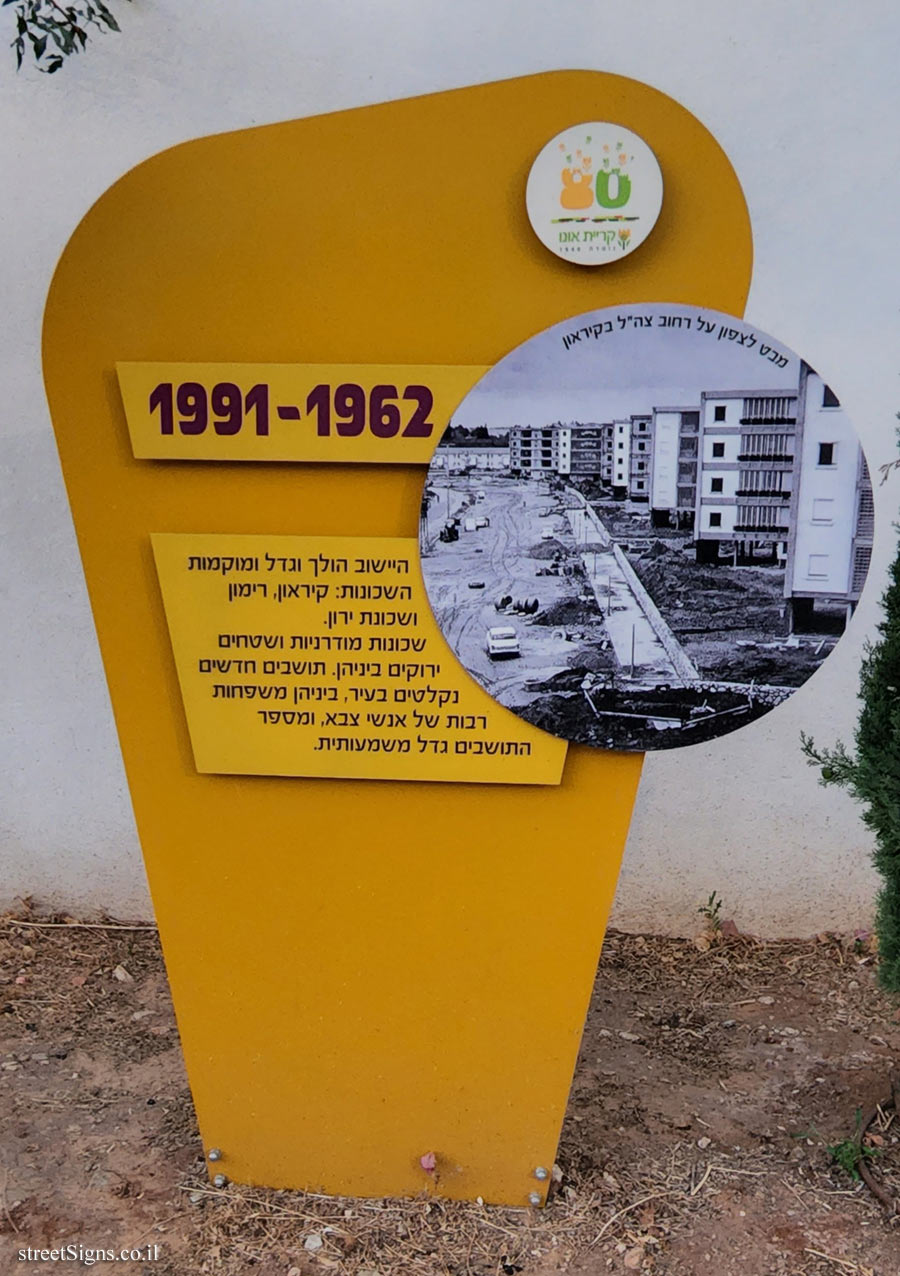 80
קריית אונו
נוסדה 1939
מבט לצפון על רחוב צה"ל בקיראון
1991-1962
היישוב הולך וגדל ומוקמות
השכונות: קיראון, רימון
ושכונת ירון.
שכונות מודרניות ושטחים
ירוקים ביניהן. תושבים חדשים
נקלטים בעיר, ביניהן משפחות
רבות של אנשי צבא, ומספר
התושבים גדל משמעותית.
streetSigns.co.il